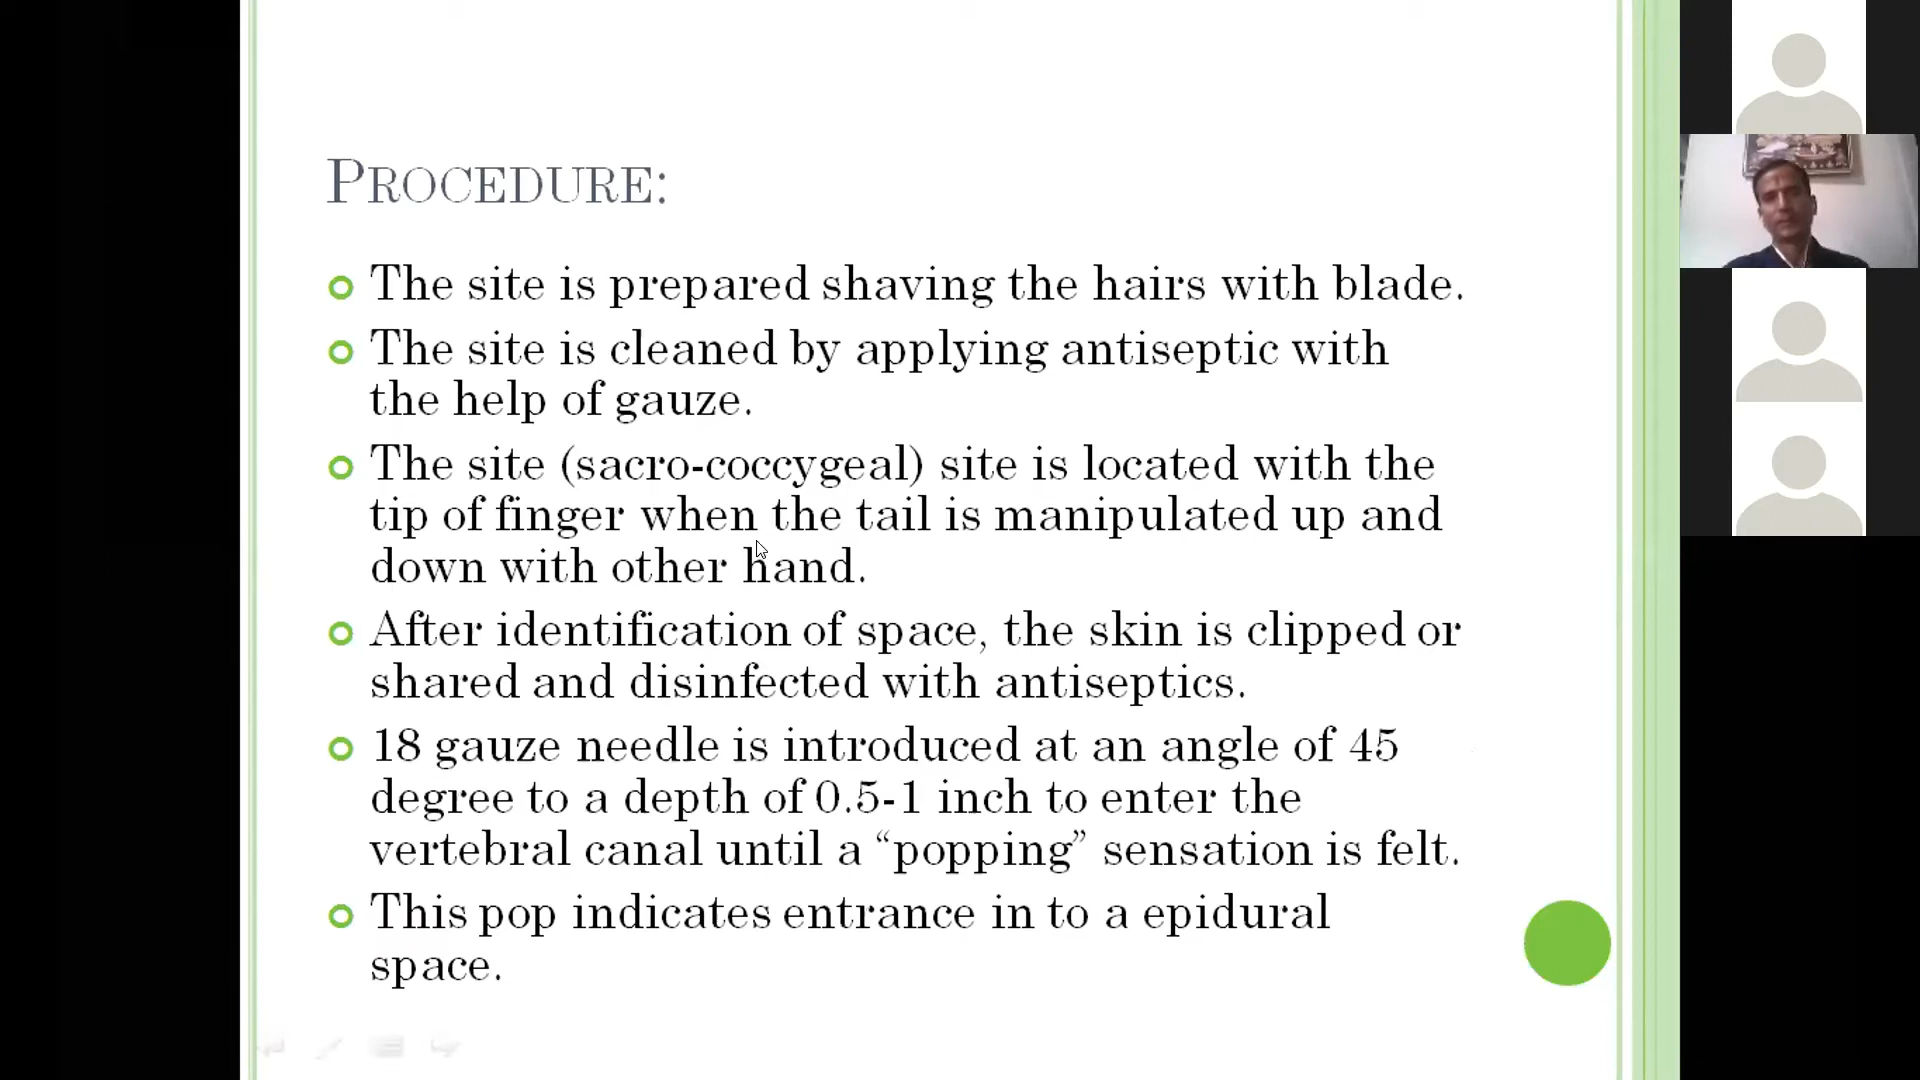 PROCEDURE:
The site is prepared shaving the hairs with blade.
The site is cleaned by applying antiseptic with
the help of gauze.
The site (sacro-coccygeal) site is located with the
tip of finger when the tail is manipulated up and
down with other hand.
After identification of space, the skin is clipped or
shared and disinfected with antiseptics.
18 gauze needle is introduced at an angle of 45
degree to a depth of 0.5-1 inch to enter the
vertebral canal until a “popping” sensation is felt.
This pop indicates entrance in to a epidural
space.